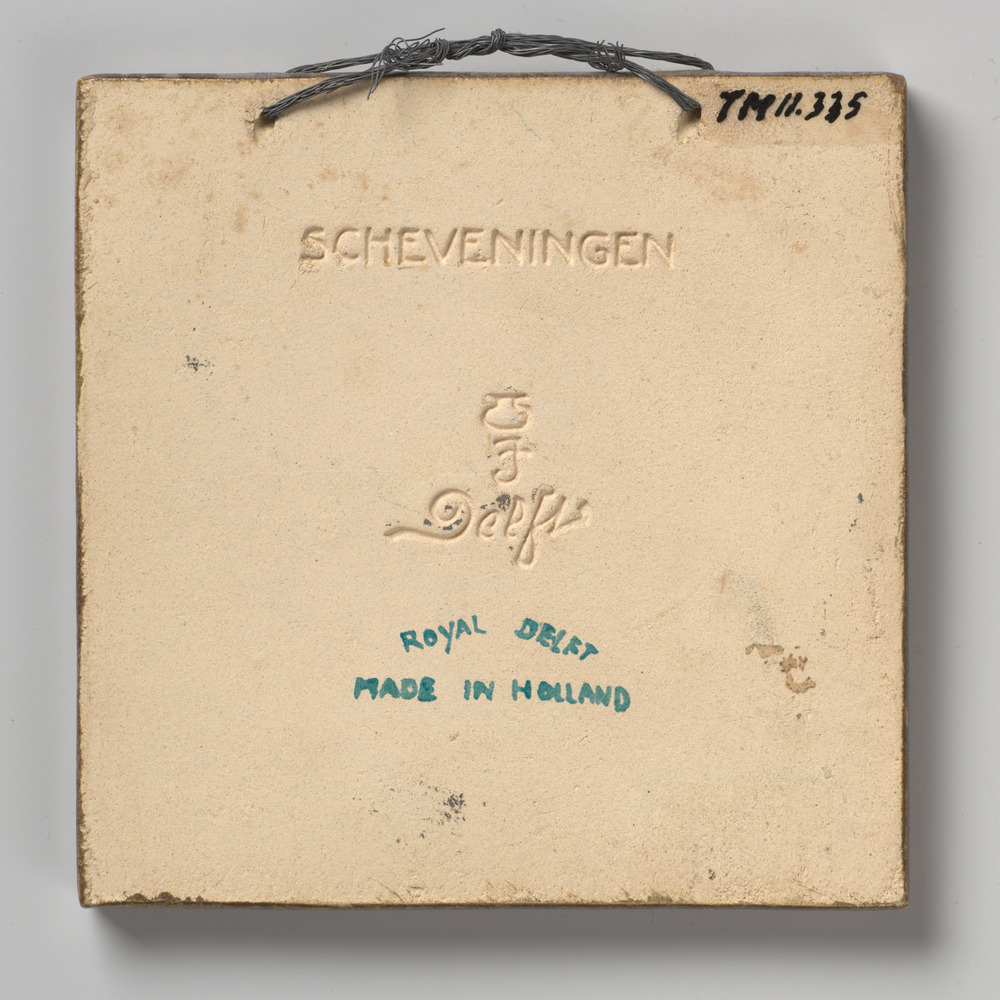 TM11.335
SCHEVENINGEN
Delft
ROYAL DELFT
MADE IN HOLLAND